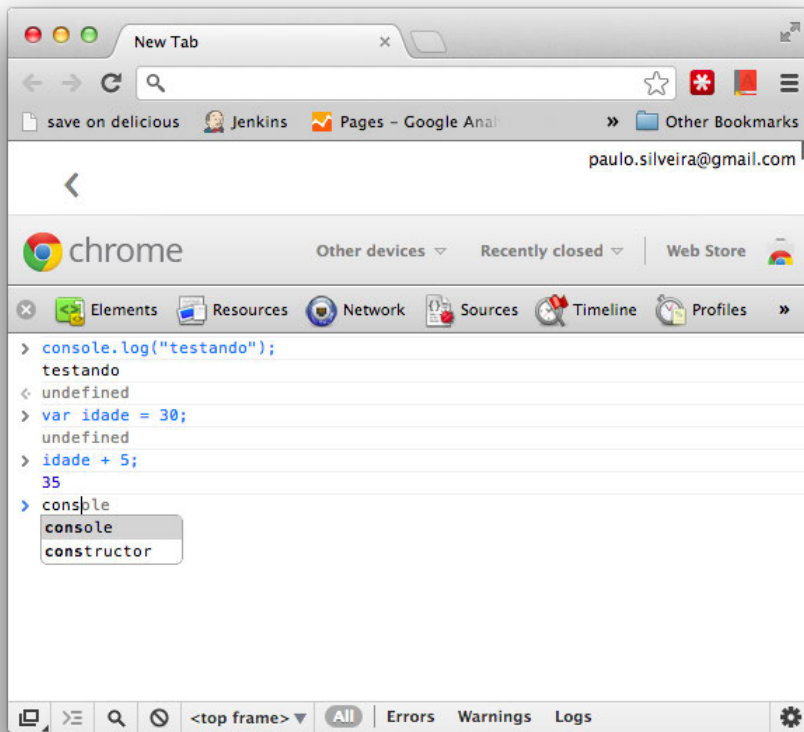 New Tab
save on delicious Jenkins Pages - Google Anal » Other Bookmarks
paulo.silveira@gmail.com
chrome Other devices Recently closed Web Store
Elements Resources Network Sources Timeline Profiles »
> console.log("testando");
testando
undefined
> var idade = 30;
undefined
> idade + 5;
35
> console
console
constructor
<top frame> All Errors Warnings Logs